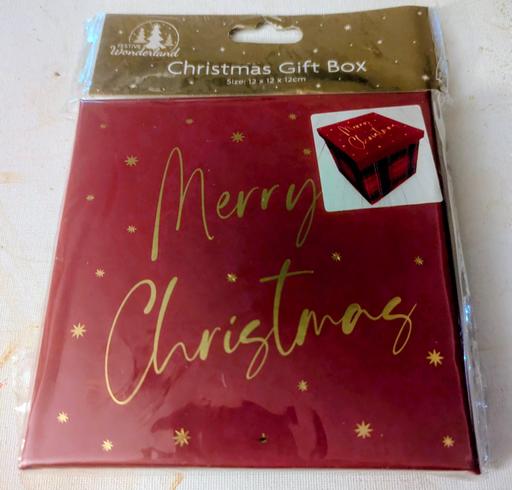 FESTIVE
Wonderland
Christmas Gift Box
Size: 12 x 12 x 12cm
Merry
Christmas
Merry
Christmas